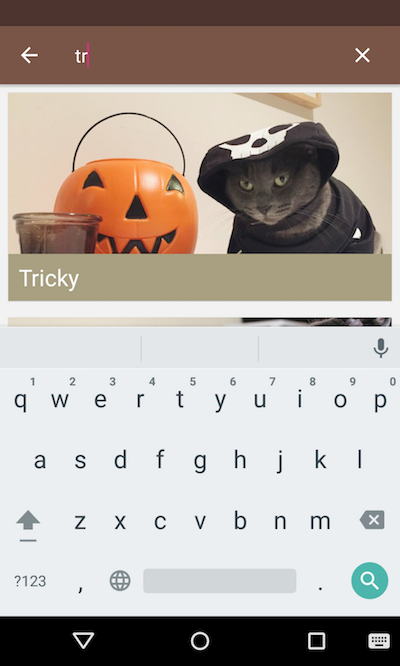 tr
Tricky
1 2 3 4 5 6 7 8 9 0
q w e r t y u i o p
a s d f g h j k l
z x c v b n m
?123 , .